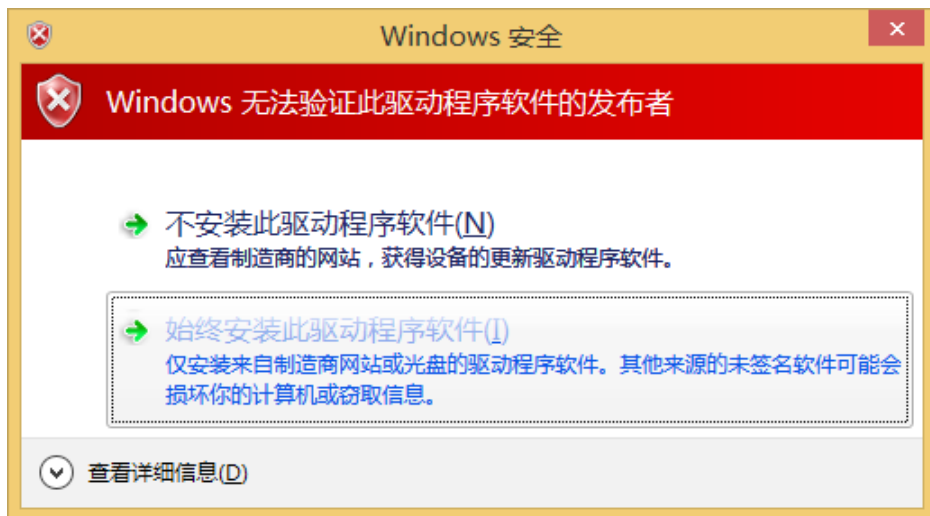 Windows 安全
Windows 无法验证此驱动程序软件的发布者
不安装此驱动程序软件(N)
应查看制造商的网站，获得设备的更新驱动程序软件。
始终安装此驱动程序软件(I)
仅安装来自制造商网站或光盘的驱动程序软件。其他来源的未签名软件可能会
损坏你的计算机或窃取信息。
查看详细信息(D)